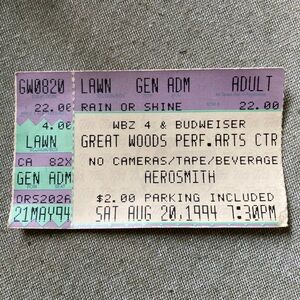 GW0820 LAWN GEN ADM ADULT
22.00 RAIN OR SHINE 22.00
4.00 WBZ 4 & BUDWEISER
LAWN GREAT WOODS PERF.ARTS CTR
CA 82X NO CAMERAS/TAPE/BEVERAGE
GEN ADM AEROSMITH
ORS202A $2.00 PARKING INCLUDED
21MAY94 SAT AUG 20,1994 7:30PM